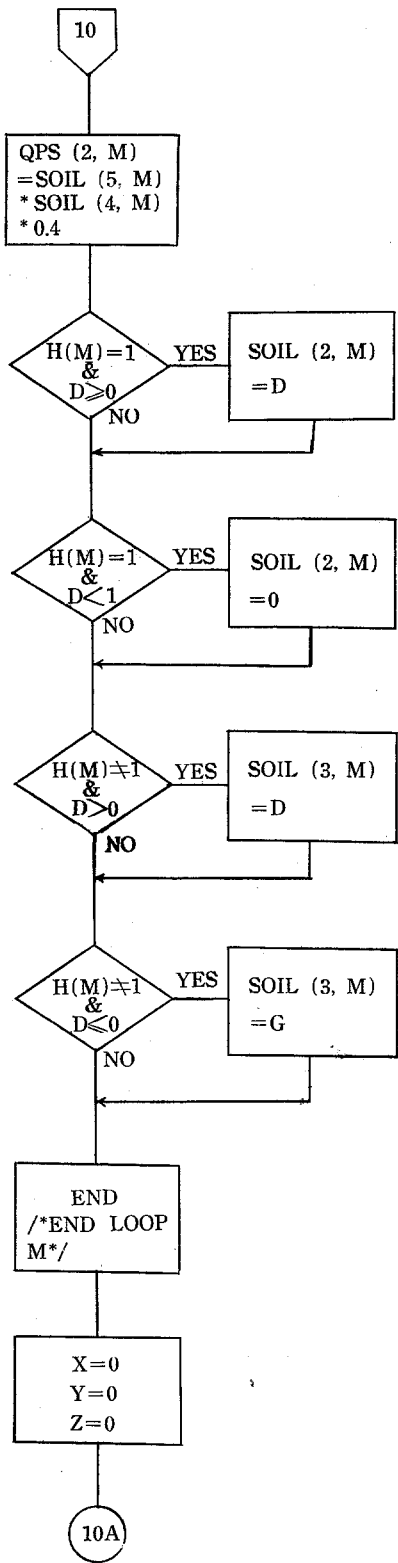 10
QPS (2, M)
=SOIL (5, M)
* SOIL (4, M)
* 0.4
H(M)=1
&
D⩾0
YES
NO
SOIL (2, M)
=D
H(M)=1
&
D<1
YES
NO
SOIL (2, M)
=0
H(M)≠1
&
D>0
YES
NO
SOIL (3, M)
=D
H(M)≠1
&
D⩽0
YES
NO
SOIL (3, M)
=G
END
/*END LOOP
M*/
X=0
Y=0
Z=0
10A